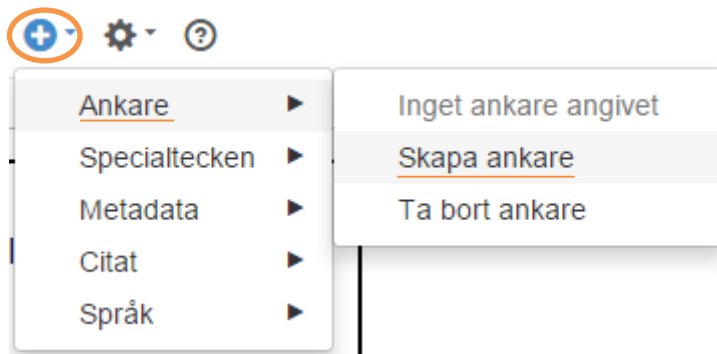 Ankare
Specialtecken
Metadata
Citat
Språk
Inget ankare angivet
Skapa ankare
Ta bort ankare